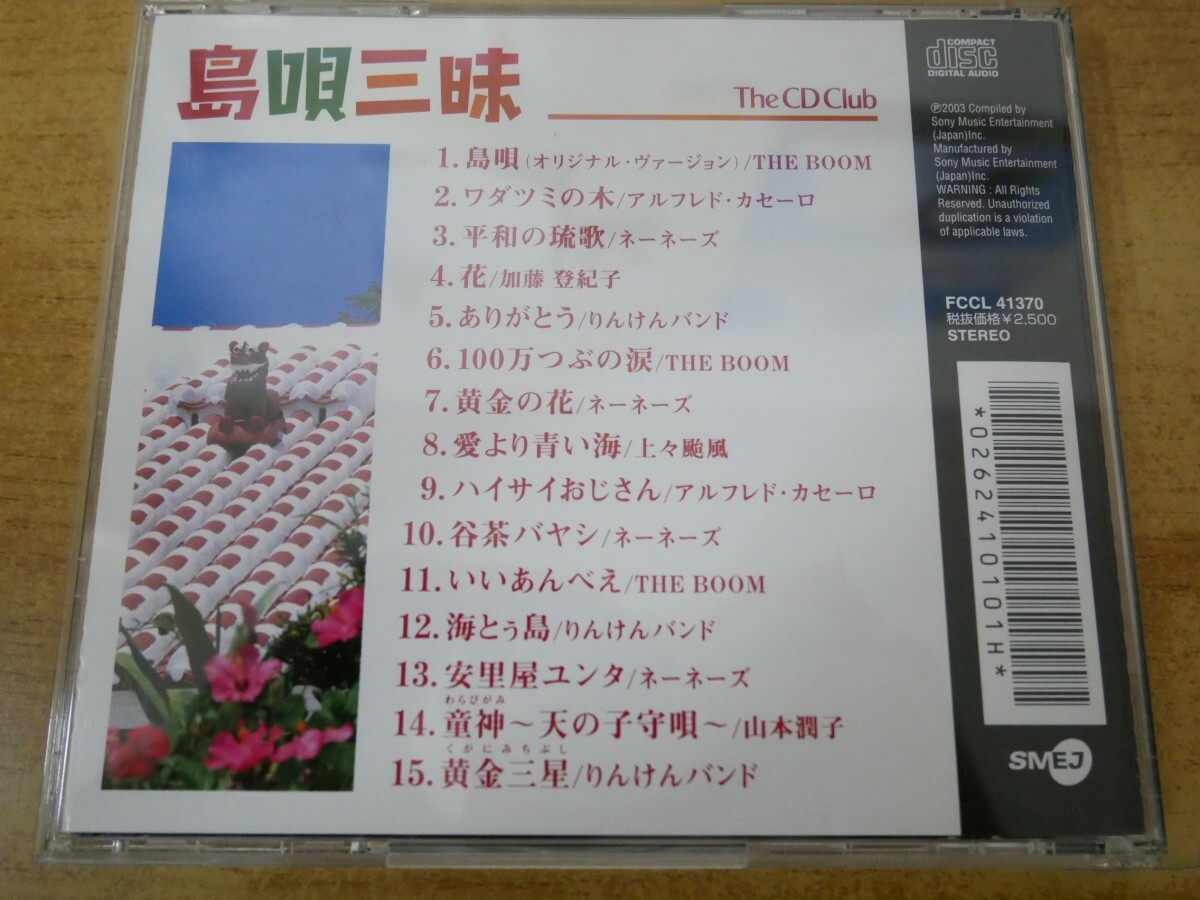 島唄三昧
The CD Club
1. 島唄(オリジナル・ヴァージョン)/THE BOOM
2. ワダツミの木/アルフレド・カセーロ
3. 平和の琉歌/ネーネーズ
4. 花/加藤 登紀子
5. ありがとう/りんけんバンド
6. 100万つぶの涙/THE BOOM
7. 黄金の花/ネーネーズ
8. 愛より青い海/上々颱風
9. ハイサイおじさん/アルフレド・カセーロ
10. 谷茶バヤシ/ネーネーズ
11. いいあんべえ/THE BOOM
12. 海とぅ島/りんけんバンド
13. 安里屋ユンタ/ネーネーズ
わらびがみ
14. 童神～天の子守唄～/山本潤子
くがにみちぶし
15. 黄金三星/りんけんバンド
COMPACT
disc
DIGITAL AUDIO
℗2003 Compiled by
Sony Music Entertainment
(Japan)Inc.
Manufactured by
Sony Music Entertainment
(Japan)Inc.
WARNING : All Rights
Reserved. Unauthorized
duplication is a violation
of applicable laws.
FCCL 41370
税抜価格¥2,500
STEREO
*0262410101H*
SMEJ